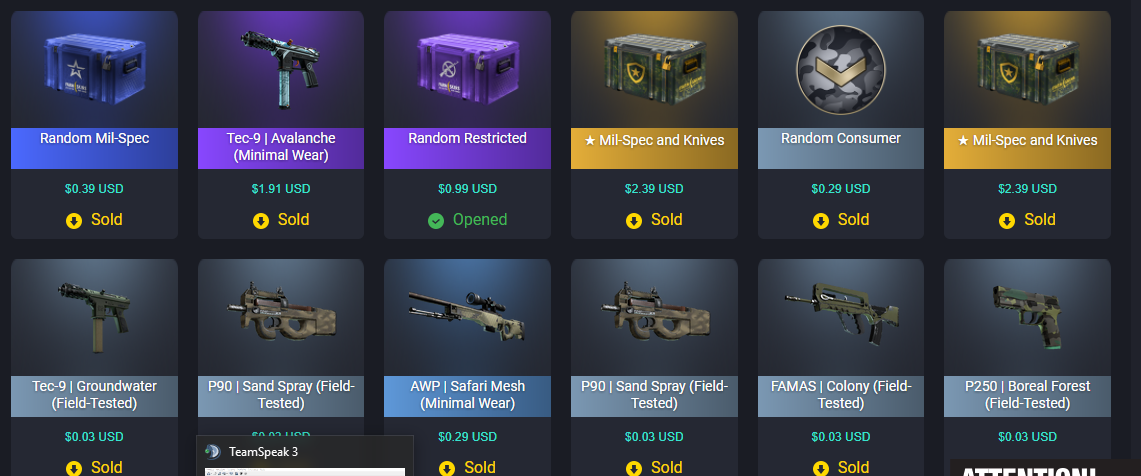 Random Mil-Spec
$0.39 USD
Sold
Tec-9 | Avalanche
(Minimal Wear)
$1.91 USD
Sold
Random Restricted
$0.99 USD
Opened
★ Mil-Spec and Knives
$2.39 USD
Sold
Random Consumer
$0.29 USD
Sold
★ Mil-Spec and Knives
$2.39 USD
Sold
Tec-9 | Groundwater
(Field-Tested)
$0.03 USD
Sold
P90 | Sand Spray (Field-
Tested)
$0.03 USD
TeamSpeak 3
AWP | Safari Mesh
(Minimal Wear)
$0.29 USD
Sold
P90 | Sand Spray (Field-
Tested)
$0.03 USD
Sold
FAMAS | Colony (Field-
Tested)
$0.03 USD
Sold
P250 | Boreal Forest
(Field-Tested)
$0.03 USD
ATTENTION!